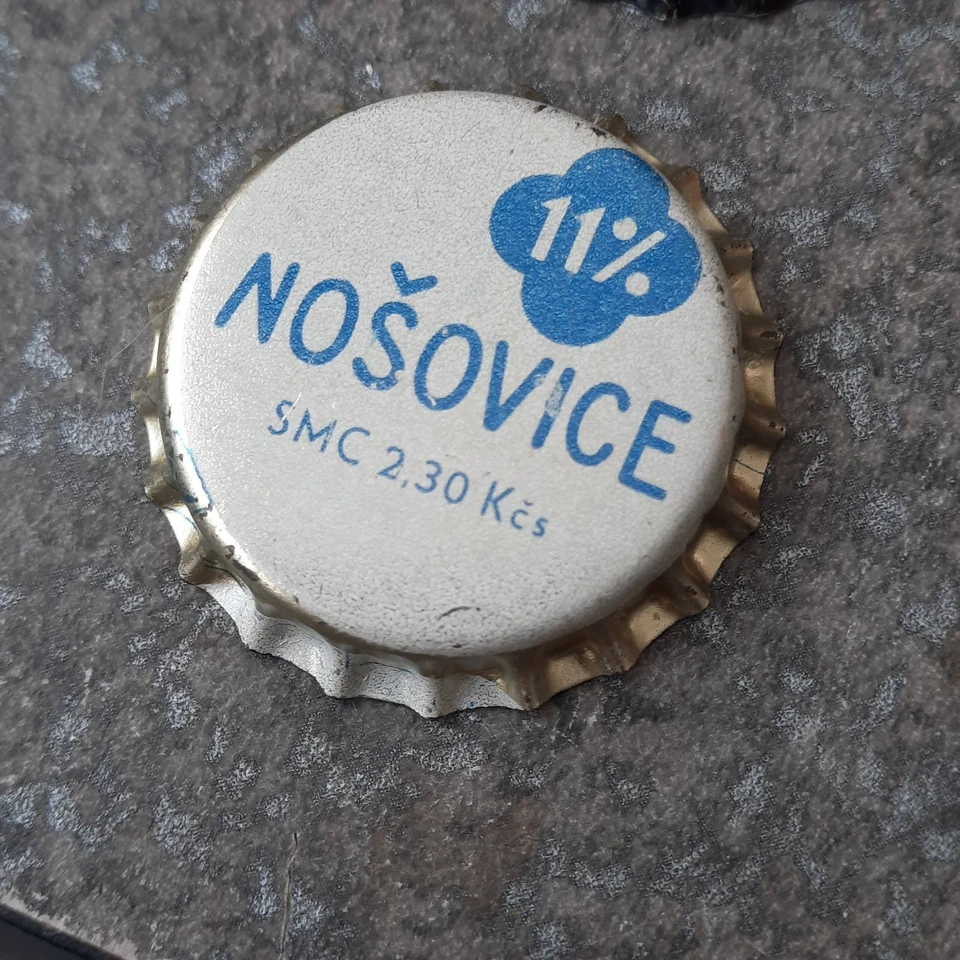 11%
NOŠOVICE
SMC 2,30 Kčs